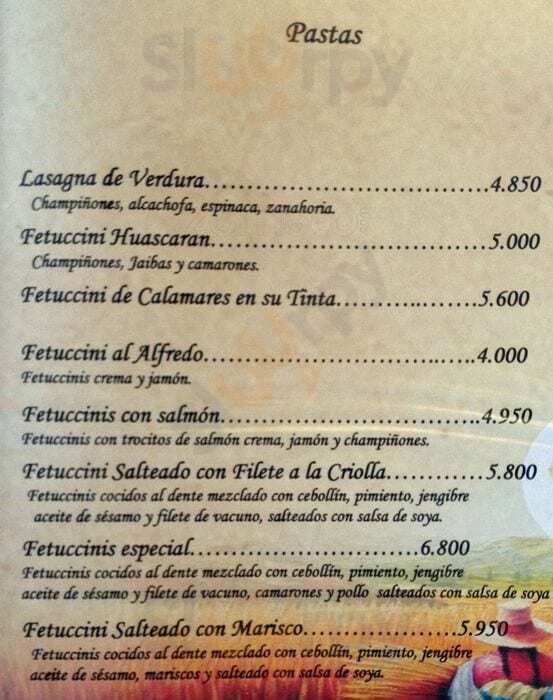 Pastas
Sluurpy
Lasagna de Verdura.................................4.850
Champiñones, alcachofa, espinaca, zanahoria.
Fetuccini Huascaran................................5.000
Champiñones, Jaibas y camarones.
Fetuccini de Calamares en su Tinta.................5.600
Fetuccini al Alfredo...............................4.000
Fetuccinis crema y jamón.
Fetuccinis con salmón..............................4.950
Fetuccinis con trocitos de salmón crema, jamón y champiñones.
Fetuccini Salteado con Filete a la Criolla............5.800
Fetuccinis cocidos al dente mezclado con cebollín, pimiento, jengibre
aceite de sésamo y filete de vacuno, salteados con salsa de soya.
Fetuccinis especial.............................6.800
Fetuccinis cocidos al dente mezclado con cebollín, pimiento, jengibre
aceite de sésamo y filete de vacuno, camarones y pollo salteados con salsa de soya
Fetuccini Salteado con Marisco....................5.950
Fetuccinis cocidos al dente mezclado con cebollín, pimiento, jengibre
aceite de sésamo, mariscos y salteado con salsa de soya.